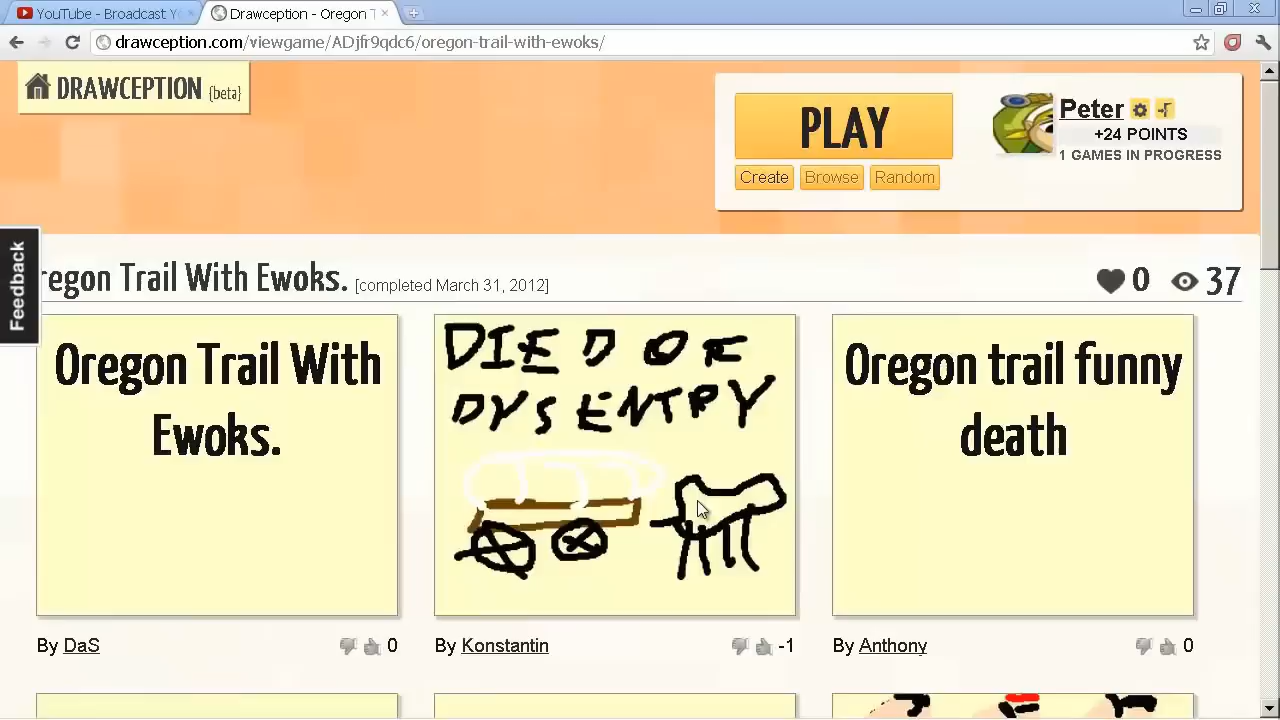 YouTube - Broadcast Y
Drawception - Oregon T
drawception.com/viewgame/ADjfr9qdc6/oregon-trail-with-ewoks/
DRAWCEPTION {beta}
PLAY
Create Browse Random
Peter
+24 POINTS
1 GAMES IN PROGRESS
Feedback
regon Trail With Ewoks. [completed March 31, 2012]
0 37
Oregon Trail With
Ewoks.
DIED OF
DYSENTRY
Oregon trail funny
death
By DaS 0
By Konstantin -1
By Anthony 0